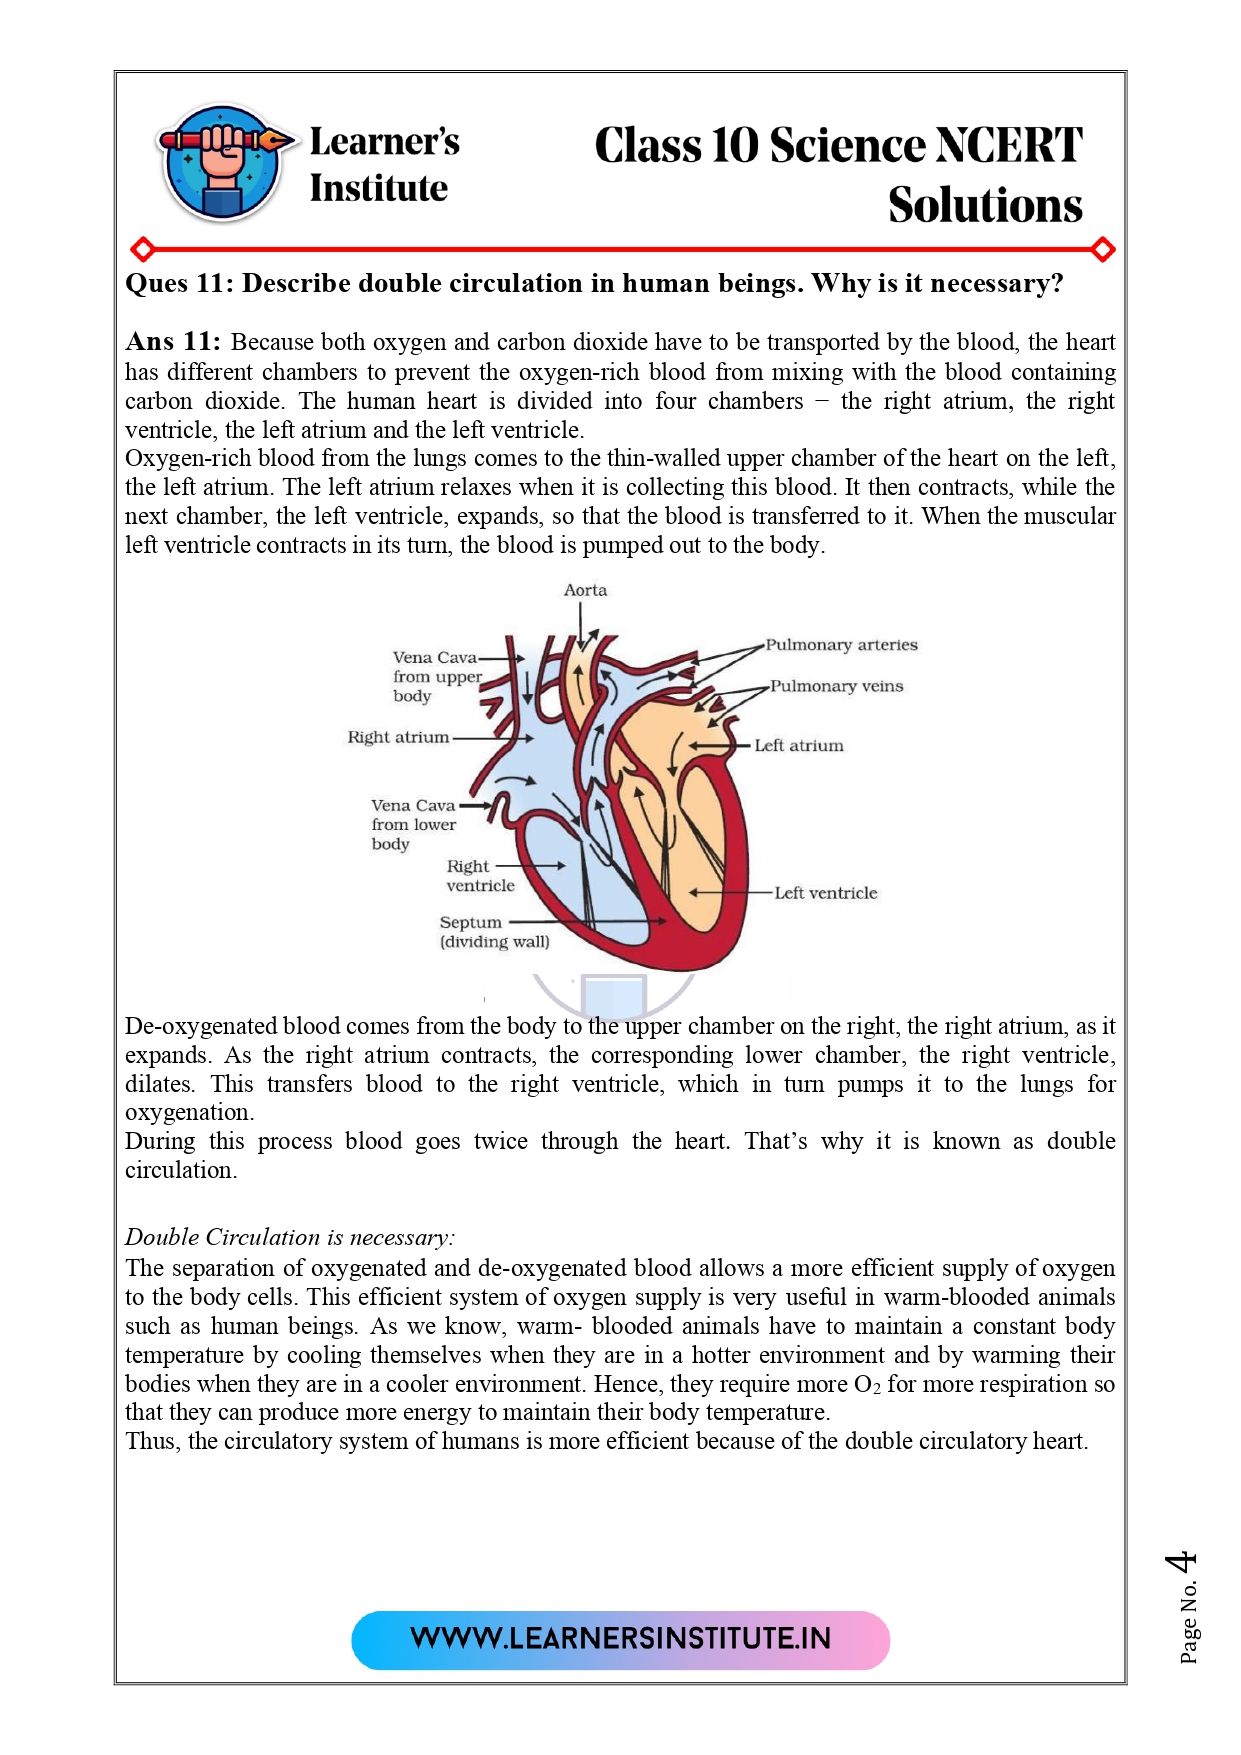 Learner's
Institute
Class 10 Science NCERT
Solutions
Ques 11: Describe double circulation in human beings. Why is it necessary?
Ans 11: Because both oxygen and carbon dioxide have to be transported by the blood, the heart
has different chambers to prevent the oxygen-rich blood from mixing with the blood containing
carbon dioxide. The human heart is divided into four chambers − the right atrium, the right
ventricle, the left atrium and the left ventricle.
Oxygen-rich blood from the lungs comes to the thin-walled upper chamber of the heart on the left,
the left atrium. The left atrium relaxes when it is collecting this blood. It then contracts, while the
next chamber, the left ventricle, expands, so that the blood is transferred to it. When the muscular
left ventricle contracts in its turn, the blood is pumped out to the body.
Aorta
Vena Cava
from upper
body
Pulmonary arteries
Pulmonary veins
Right atrium
Left atrium
Vena Cava
from lower
body
Right
ventricle
Left ventricle
Septum
(dividing wall)
De-oxygenated blood comes from the body to the upper chamber on the right, the right atrium, as it
expands. As the right atrium contracts, the corresponding lower chamber, the right ventricle,
dilates. This transfers blood to the right ventricle, which in turn pumps it to the lungs for
oxygenation.
During this process blood goes twice through the heart. That's why it is known as double
circulation.
Double Circulation is necessary:
The separation of oxygenated and de-oxygenated blood allows a more efficient supply of oxygen
to the body cells. This efficient system of oxygen supply is very useful in warm-blooded animals
such as human beings. As we know, warm- blooded animals have to maintain a constant body
temperature by cooling themselves when they are in a hotter environment and by warming their
bodies when they are in a cooler environment. Hence, they require more O₂ for more respiration so
that they can produce more energy to maintain their body temperature.
Thus, the circulatory system of humans is more efficient because of the double circulatory heart.
WWW.LEARNERSINSTITUTE.IN
Page No. 4